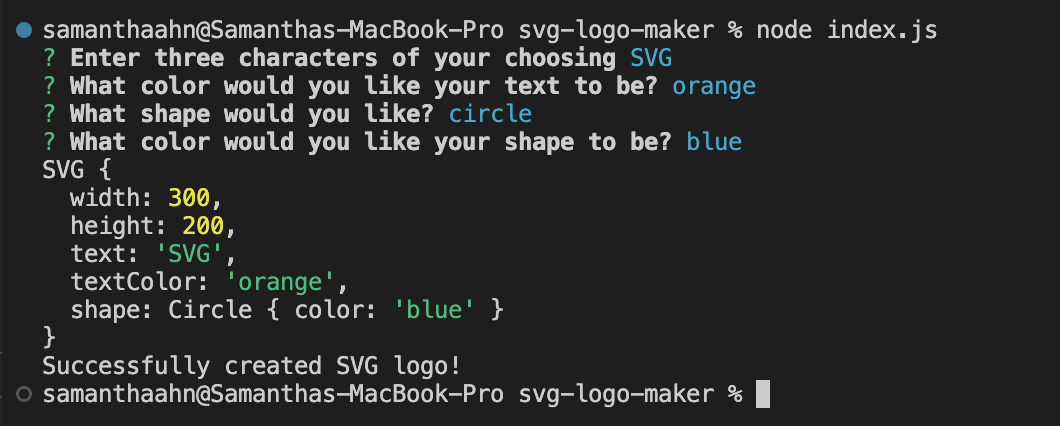 samanthaahn@Samanthas-MacBook-Pro svg-logo-maker % node index.js
? Enter three characters of your choosing SVG
? What color would you like your text to be? orange
? What shape would you like? circle
? What color would you like your shape to be? blue
SVG {
  width: 300,
  height: 200,
  text: 'SVG',
  textColor: 'orange',
  shape: Circle { color: 'blue' }
}
Successfully created SVG logo!
samanthaahn@Samanthas-MacBook-Pro svg-logo-maker %